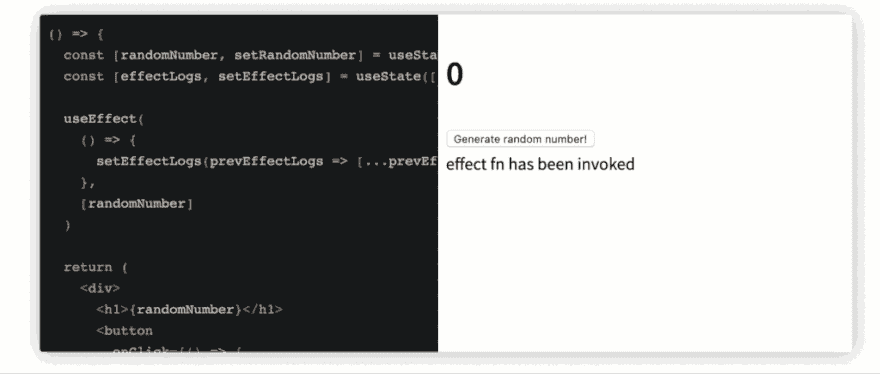 () => {
const [randomNumber, setRandomNumber] = useSta
const [effectLogs, setEffectLogs] = useState([
useEffect(
() => {
setEffectLogs(prevEffectLogs => [...prevEf
},
[randomNumber]
)
return (
<div>
<h1>{randomNumber}</h1>
<button
onClick={() => {
0
Generate random number!
effect fn has been invoked